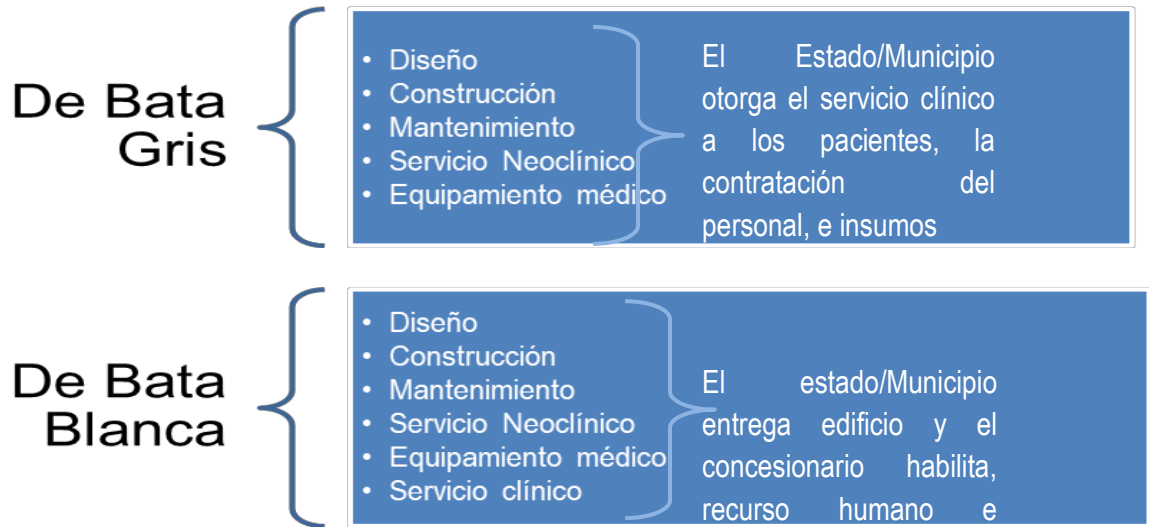 De Bata
Gris
• Diseño
• Construcción
• Mantenimiento
• Servicio Neoclínico
• Equipamiento médico
El Estado/Municipio
otorga el servicio clínico
a los pacientes, la
contratación del
personal, e insumos
De Bata
Blanca
• Diseño
• Construcción
• Mantenimiento
• Servicio Neoclínico
• Equipamiento médico
• Servicio clínico
El estado/Municipio
entrega edificio y el
concesionario habilita,
recurso humano e